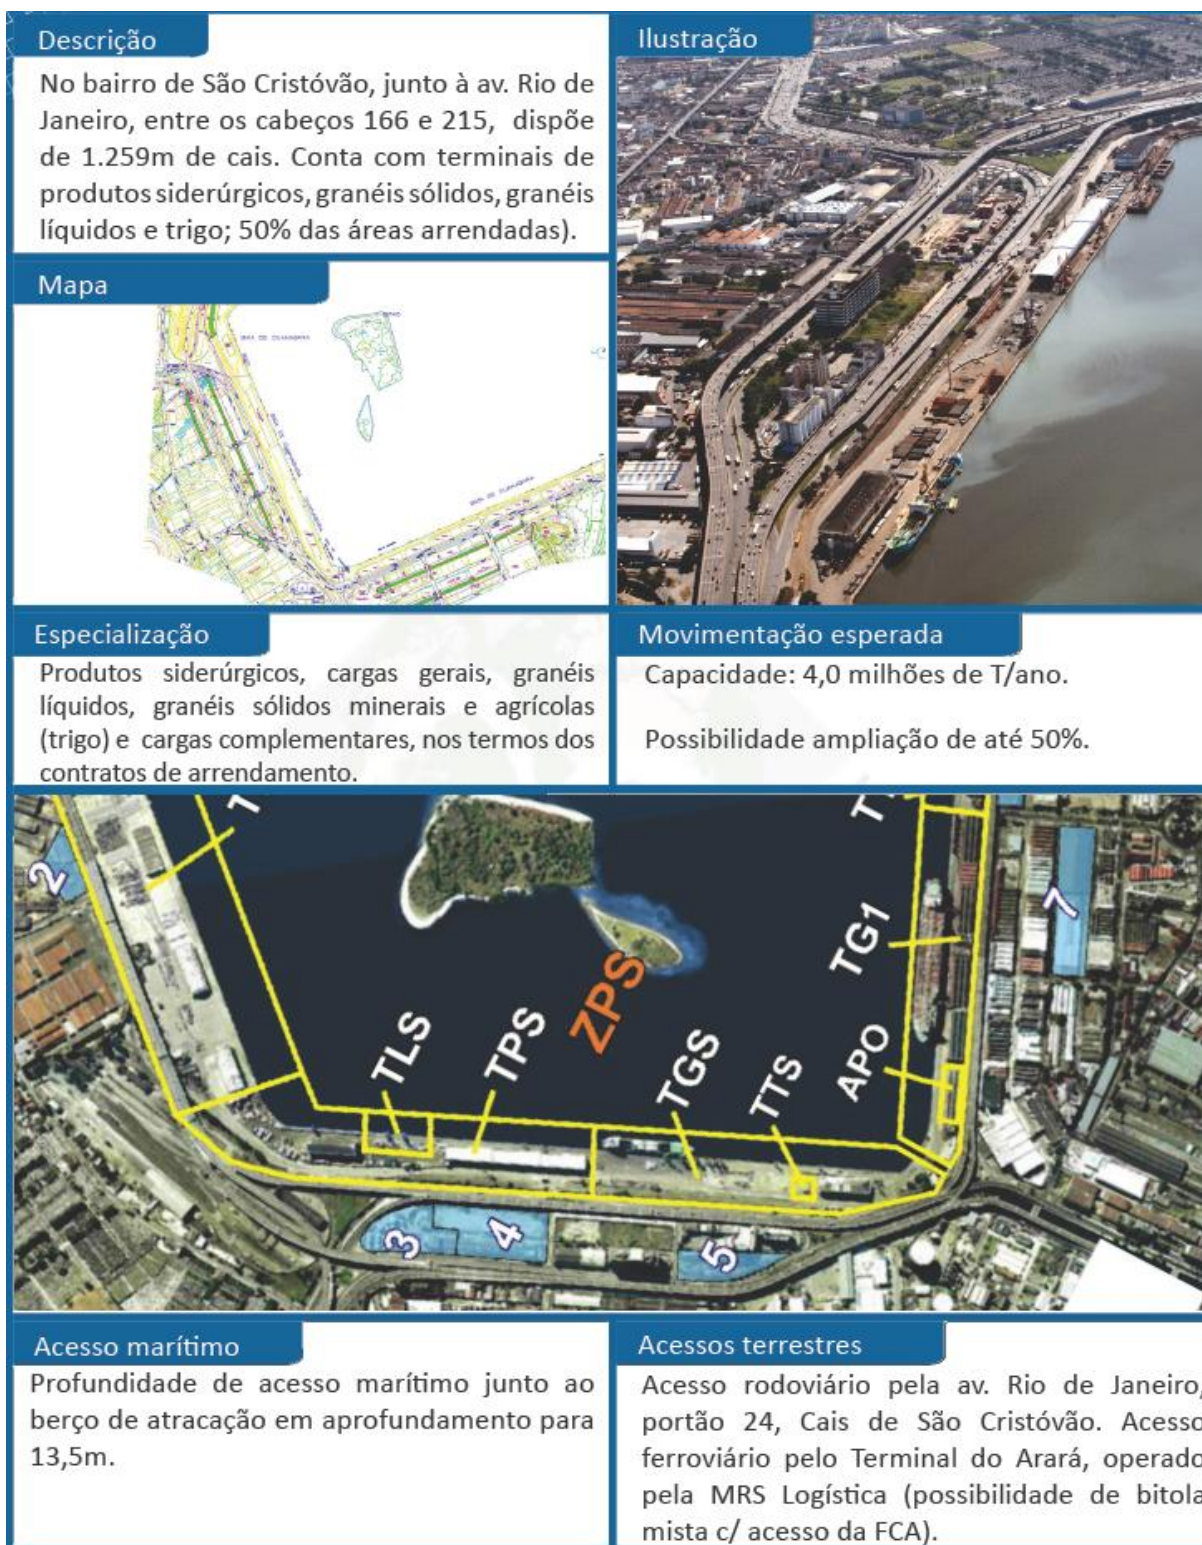 Descrição
No bairro de São Cristóvão, junto à av. Rio de
Janeiro, entre os cabeços 166 e 215, dispõe
de 1.259m de cais. Conta com terminais de
produtos siderúrgicos, granéis sólidos, granéis
líquidos e trigo; 50% das áreas arrendadas).
Ilustração
Mapa
BAIA DE GUANABARA
Especialização
Produtos siderúrgicos, cargas gerais, granéis
líquidos, granéis sólidos minerais e agrícolas
(trigo) e cargas complementares, nos termos dos
contratos de arrendamento.
Movimentação esperada
Capacidade: 4,0 milhões de T/ano.
Possibilidade ampliação de até 50%.
2
TLS
TPS
ZPS
TGS
TTS
APO
TG1
7
3
4
5
Acesso marítimo
Profundidade de acesso marítimo junto ao
berço de atracação em aprofundamento para
13,5m.
Acessos terrestres
Acesso rodoviário pela av. Rio de Janeiro,
portão 24, Cais de São Cristóvão. Acesso
ferroviário pelo Terminal do Arará, operado
pela MRS Logística (possibilidade de bitola
mista c/ acesso da FCA).